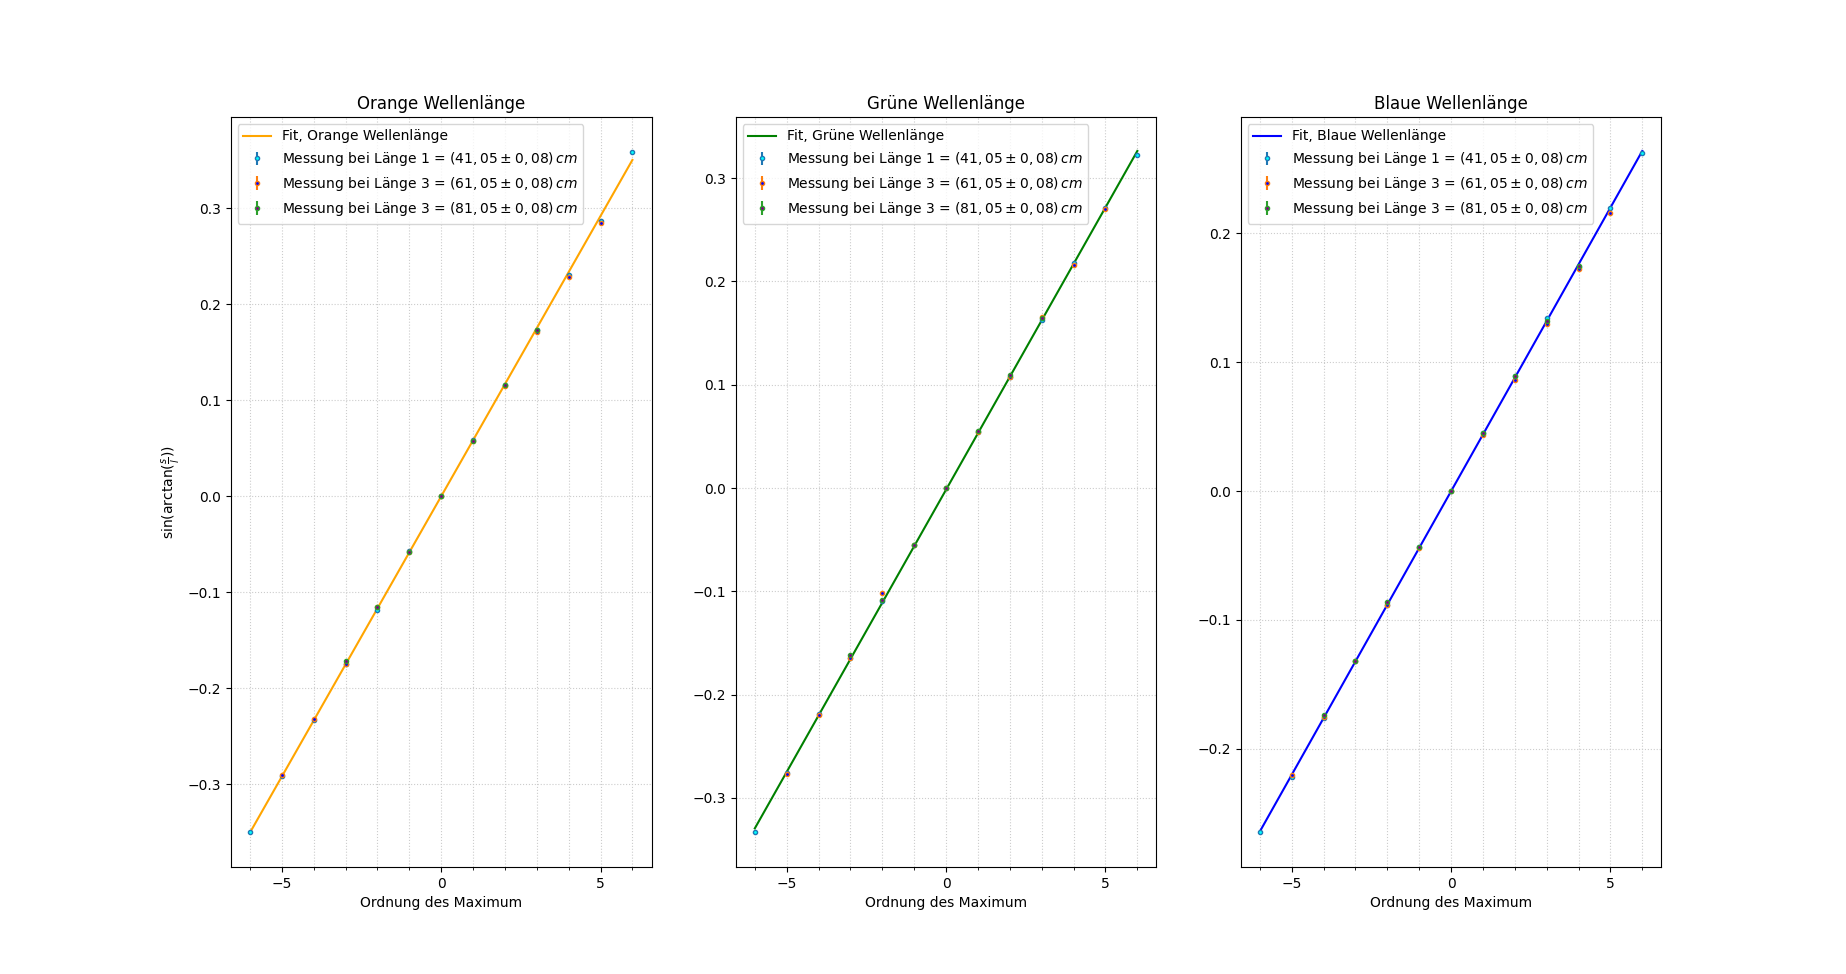 Orange Wellenlänge
Fit, Orange Wellenlänge
Messung bei Länge 1 = (41, 05 ± 0, 08) cm
Messung bei Länge 3 = (61, 05 ± 0, 08) cm
Messung bei Länge 3 = (81, 05 ± 0, 08) cm
0.3
0.2
0.1
0.0
−0.1
−0.2
−0.3
sin(arctan(s/l))
−5 0 5
Ordnung des Maximum
Grüne Wellenlänge
Fit, Grüne Wellenlänge
Messung bei Länge 1 = (41, 05 ± 0, 08) cm
Messung bei Länge 3 = (61, 05 ± 0, 08) cm
Messung bei Länge 3 = (81, 05 ± 0, 08) cm
0.3
0.2
0.1
0.0
−0.1
−0.2
−0.3
−5 0 5
Ordnung des Maximum
Blaue Wellenlänge
Fit, Blaue Wellenlänge
Messung bei Länge 1 = (41, 05 ± 0, 08) cm
Messung bei Länge 3 = (61, 05 ± 0, 08) cm
Messung bei Länge 3 = (81, 05 ± 0, 08) cm
0.2
0.1
0.0
−0.1
−0.2
−5 0 5
Ordnung des Maximum